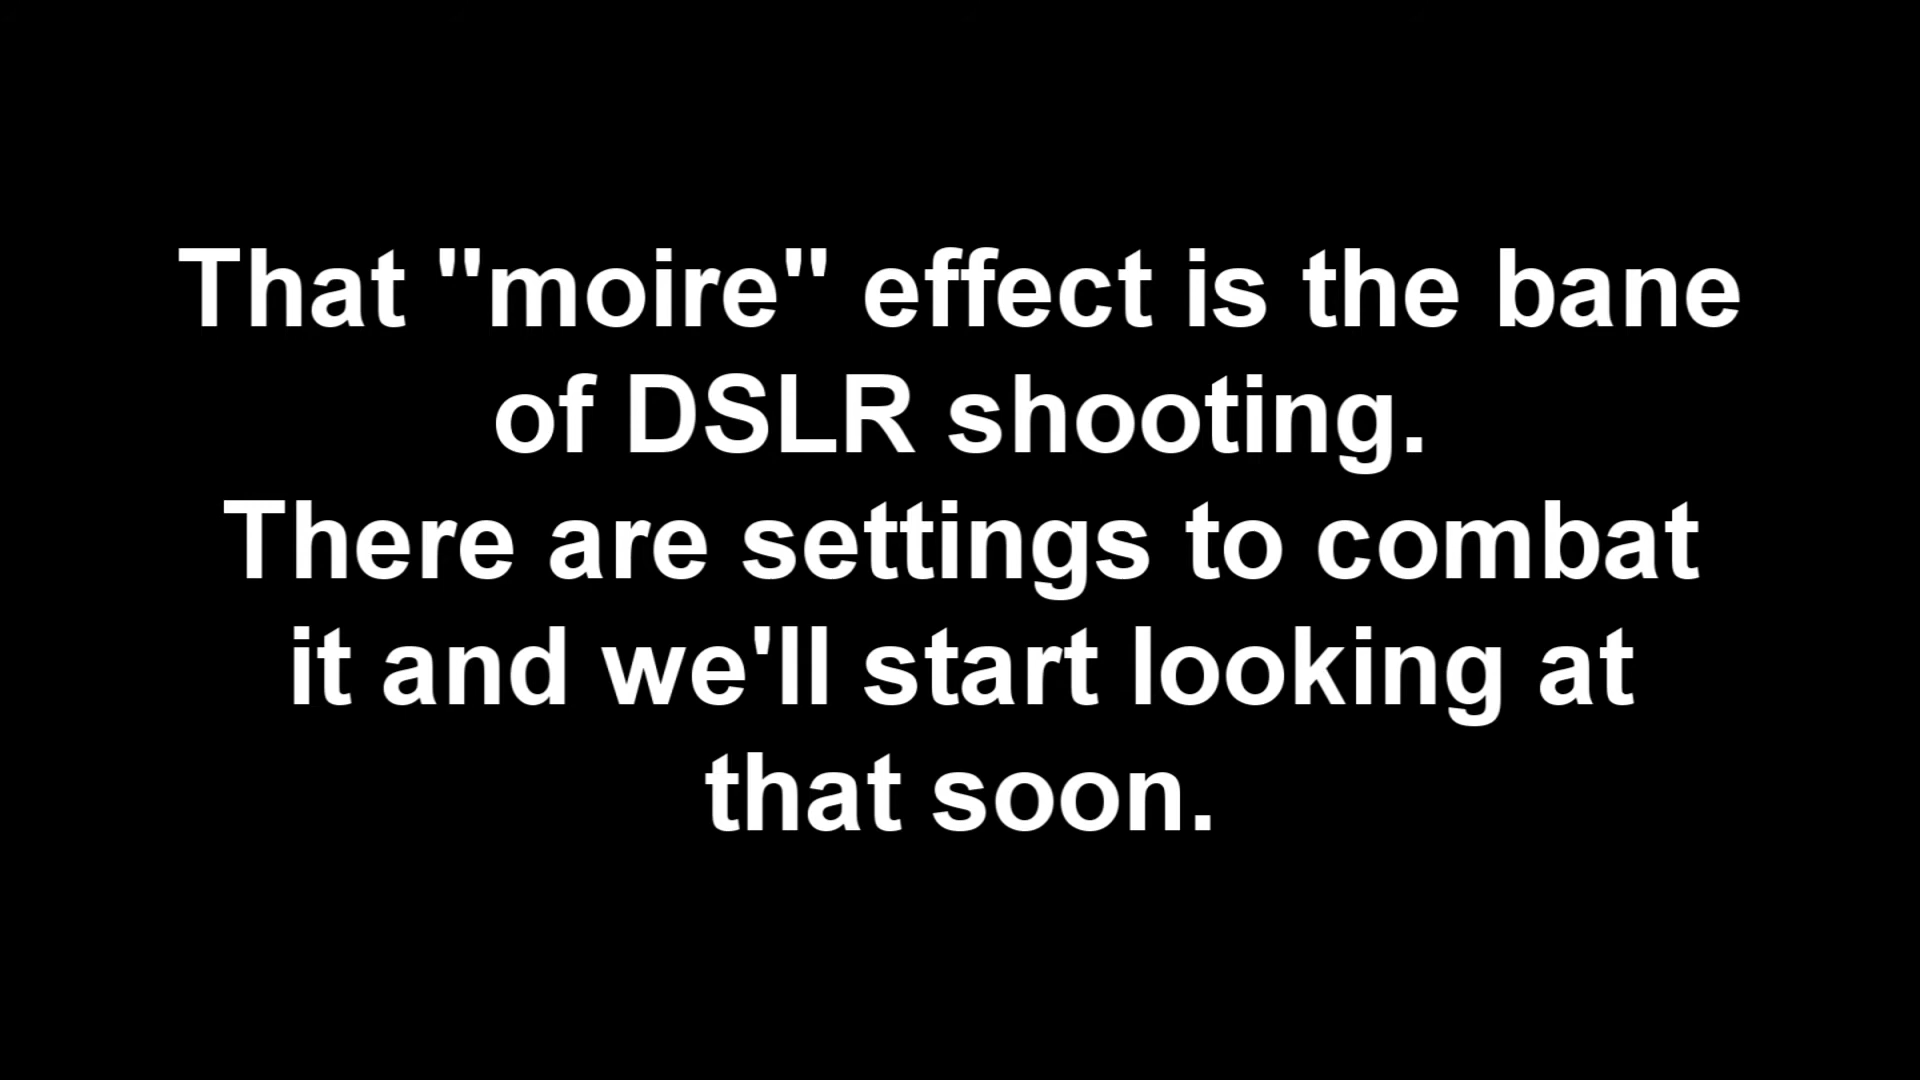 That "moire" effect is the bane
of DSLR shooting.
There are settings to combat
it and we'll start looking at
that soon.